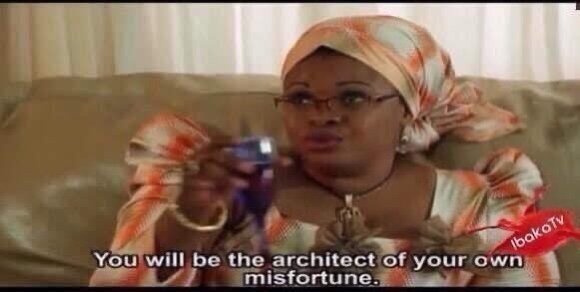 IbakaTv
You will be the architect of your own
misfortune.